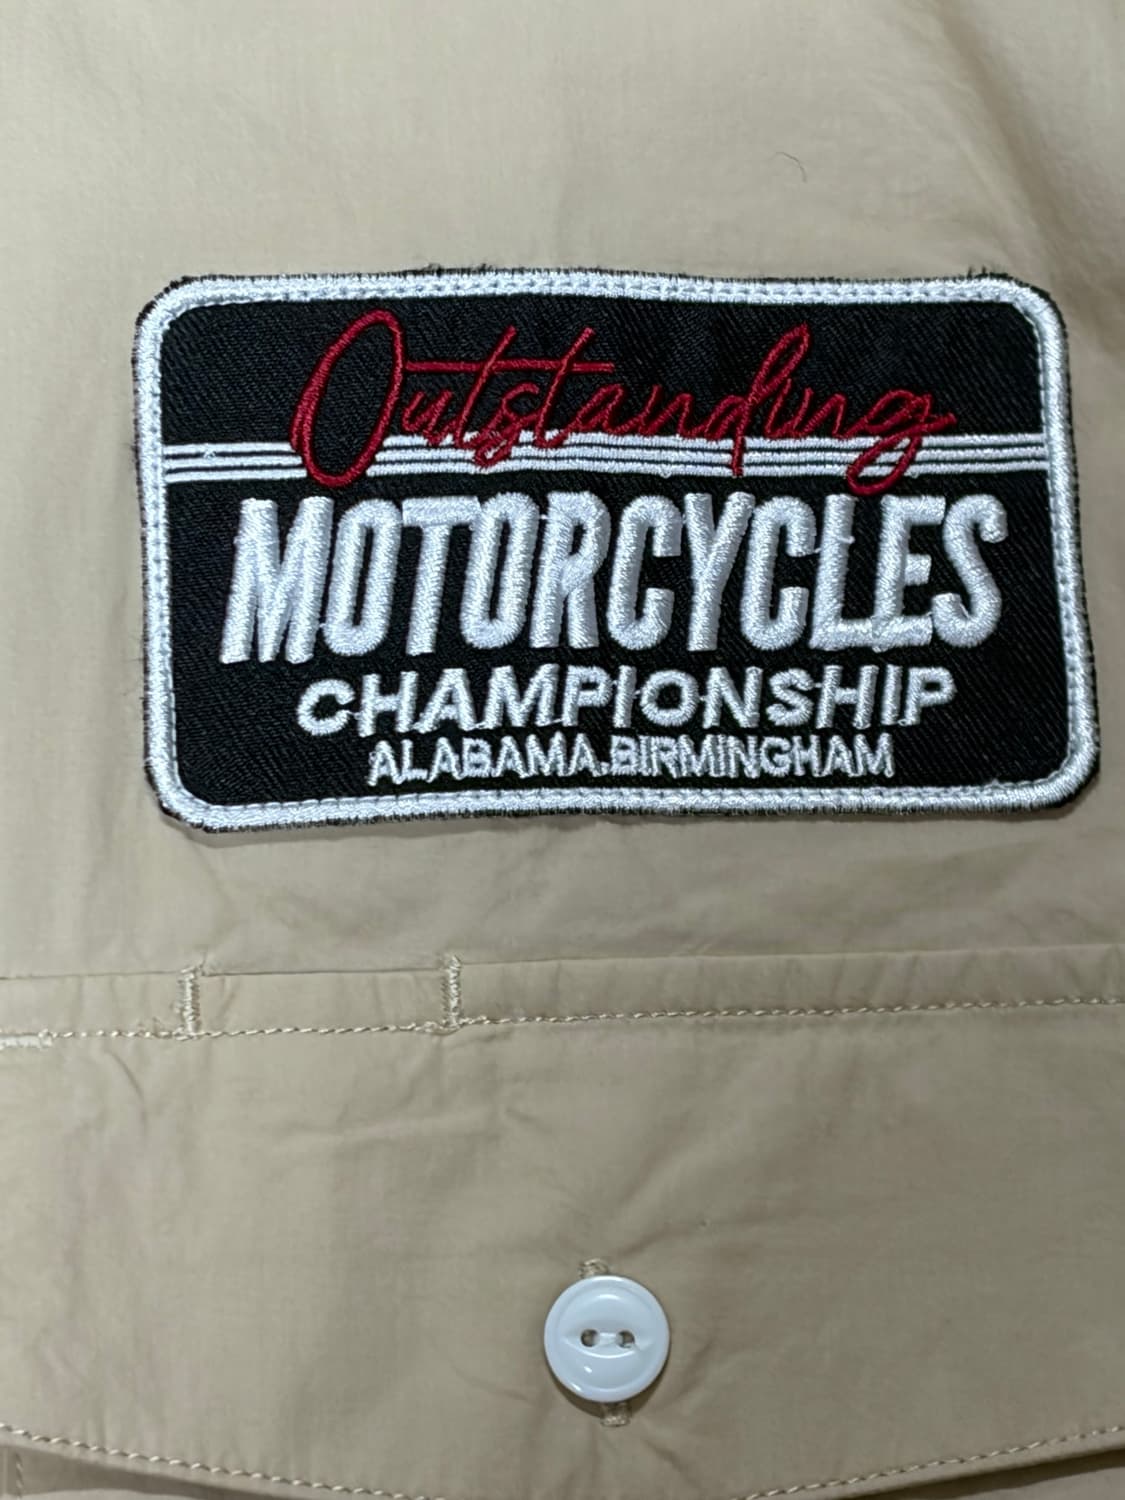 Outstanding
MOTORCYCLES
CHAMPIONSHIP
ALABAMA.BIRMINGHAM